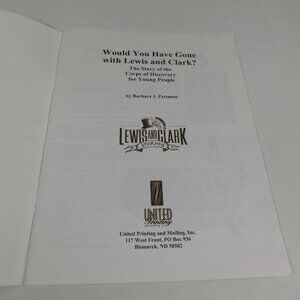 Would You Have Gone
with Lewis and Clark?
The Story of the
Corps of Discovery
for Young People
by Barbara J. Patzman
LEWIS AND CLARK
UNITED
Printing
United Printing and Mailing, Inc.
117 West Front, PO Box 936
Bismarck, ND 58502